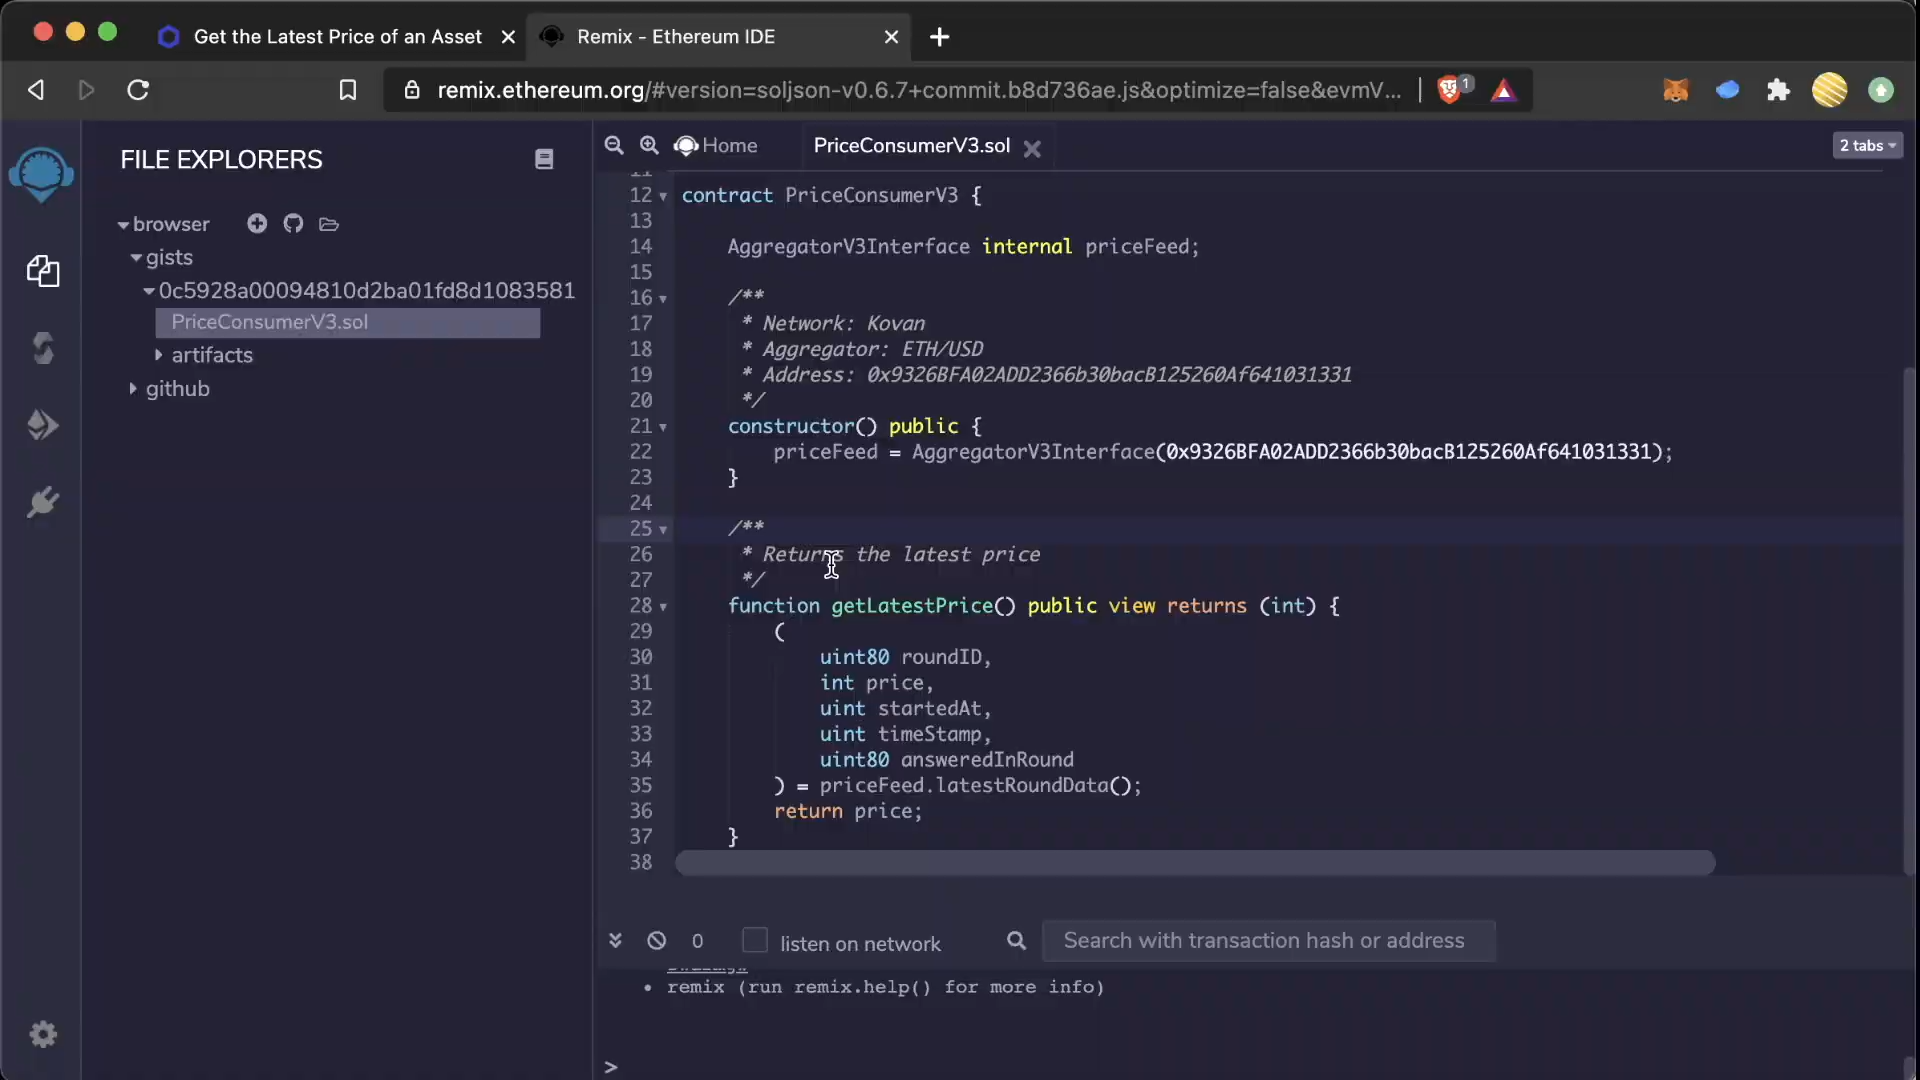 Get the Latest Price of an Asset
Remix - Ethereum IDE
remix.ethereum.org/#version=soljson-v0.6.7+commit.b8d736ae.js&optimize=false&evmV...
1
FILE EXPLORERS
browser
gists
0c5928a00094810d2ba01fd8d1083581
PriceConsumerV3.sol
artifacts
github
Home
PriceConsumerV3.sol
2 tabs
11
12 contract PriceConsumerV3 {
13
14 AggregatorV3Interface internal priceFeed;
15
16 /**
17 * Network: Kovan
18 * Aggregator: ETH/USD
19 * Address: 0x9326BFA02ADD2366b30bacB125260Af641031331
20 */
21 constructor() public {
22 priceFeed = AggregatorV3Interface(0x9326BFA02ADD2366b30bacB125260Af641031331);
23 }
24
25 /**
26 * Returns the latest price
27 */
28 function getLatestPrice() public view returns (int) {
29 (
30 uint80 roundID,
31 int price,
32 uint startedAt,
33 uint timeStamp,
34 uint80 answeredInRound
35 ) = priceFeed.latestRoundData();
36 return price;
37 }
38
0
listen on network
Search with transaction hash or address
• remix (run remix.help() for more info)
>